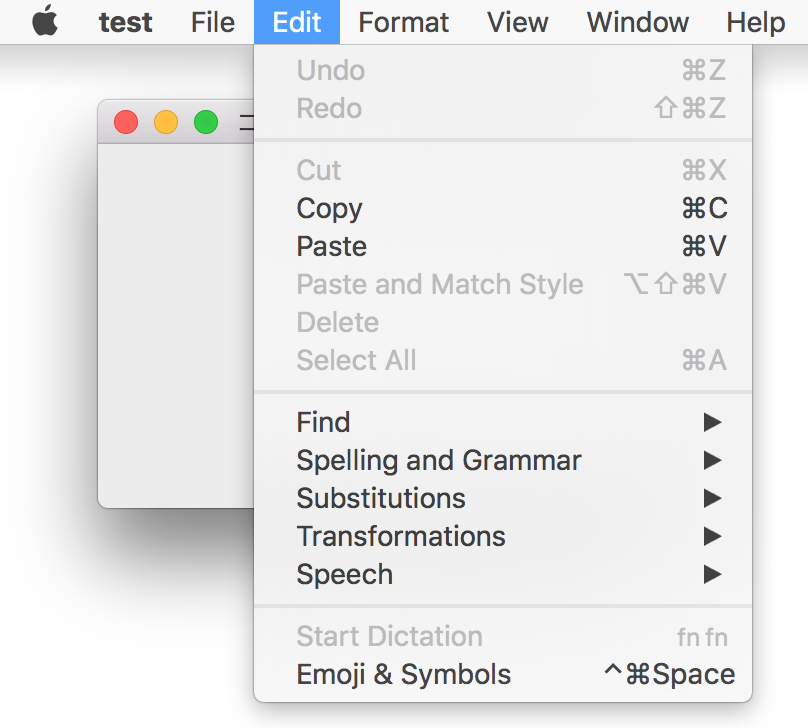 test File Edit Format View Window Help
Undo ⌘Z
Redo ⇧⌘Z
Cut ⌘X
Copy ⌘C
Paste ⌘V
Paste and Match Style ⌥⇧⌘V
Delete
Select All ⌘A
Find ▶
Spelling and Grammar ▶
Substitutions ▶
Transformations ▶
Speech ▶
Start Dictation fn fn
Emoji & Symbols ^⌘Space